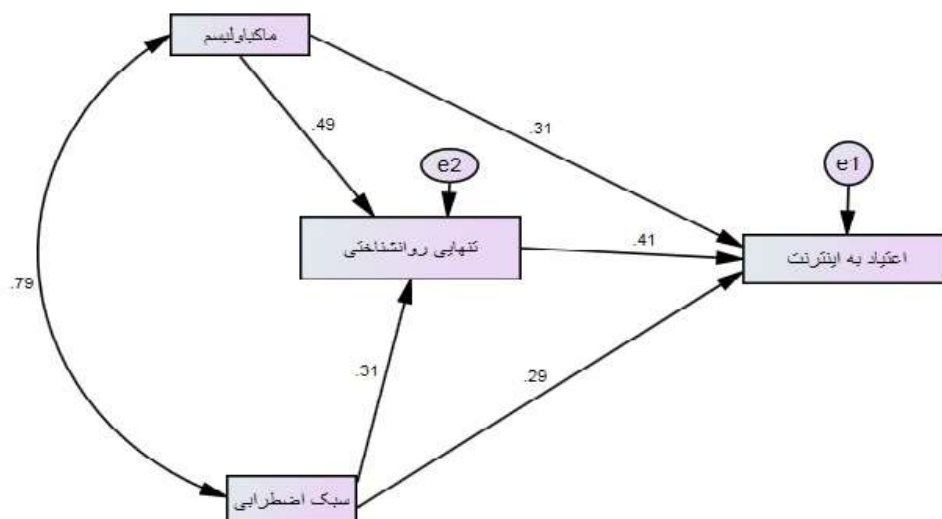 ماکیاولیسم
.49
.31
e2
e1
تنهایی روانشناختی
.41
اعتیاد به اینترنت
.79
.31
.29
سبک اضطرابی